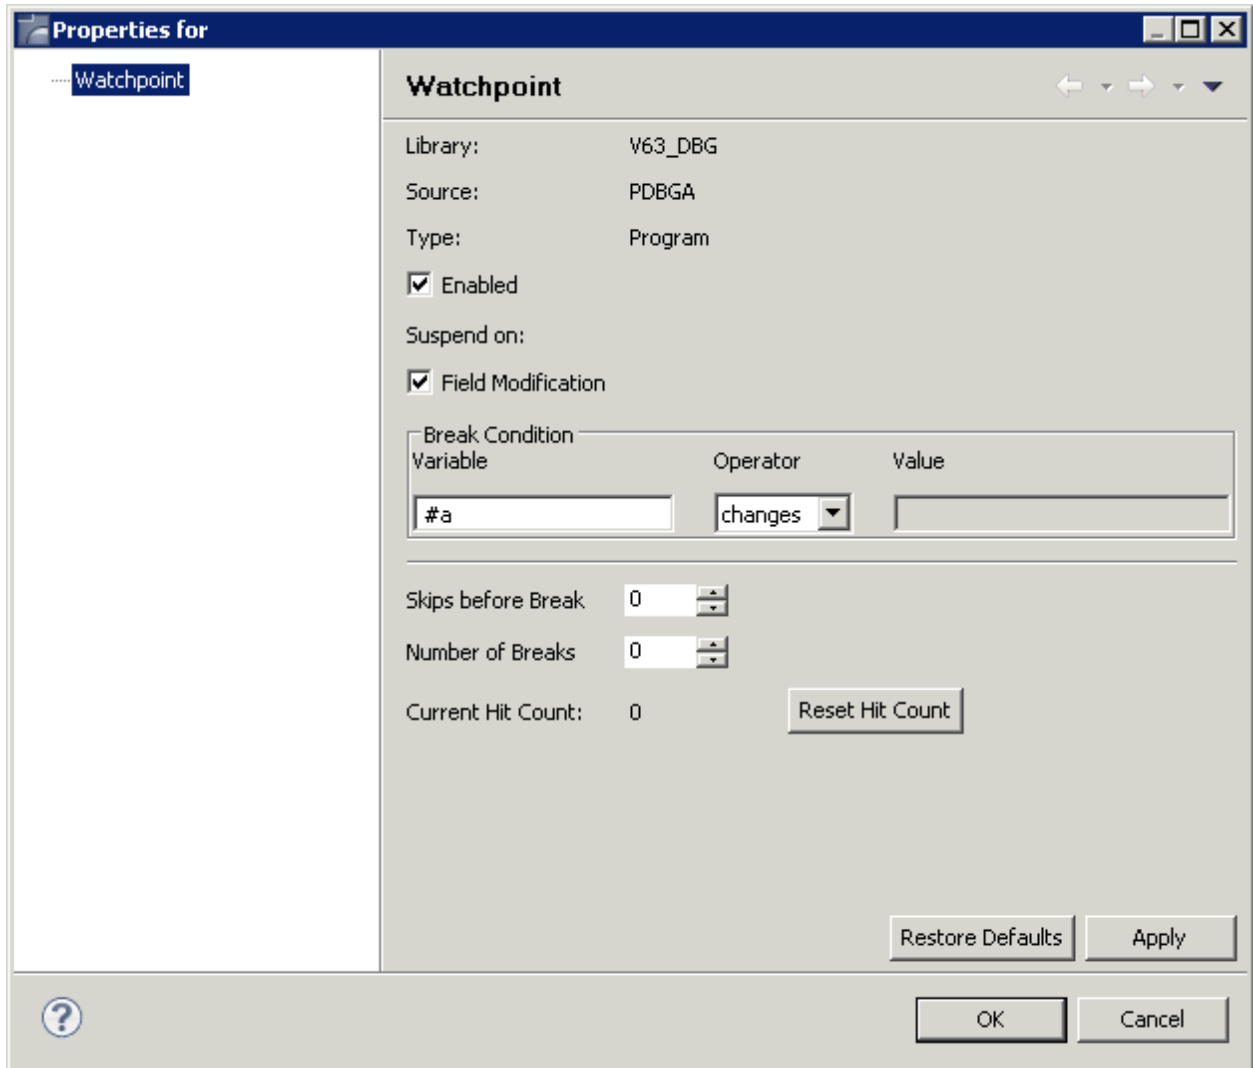 Properties for
Watchpoint
Watchpoint
Library: V63_DBG
Source: PDBGA
Type: Program
Enabled
Suspend on:
Field Modification
Break Condition
Variable Operator Value
#a changes
Skips before Break 0
Number of Breaks 0
Current Hit Count: 0 Reset Hit Count
Restore Defaults Apply
? OK Cancel